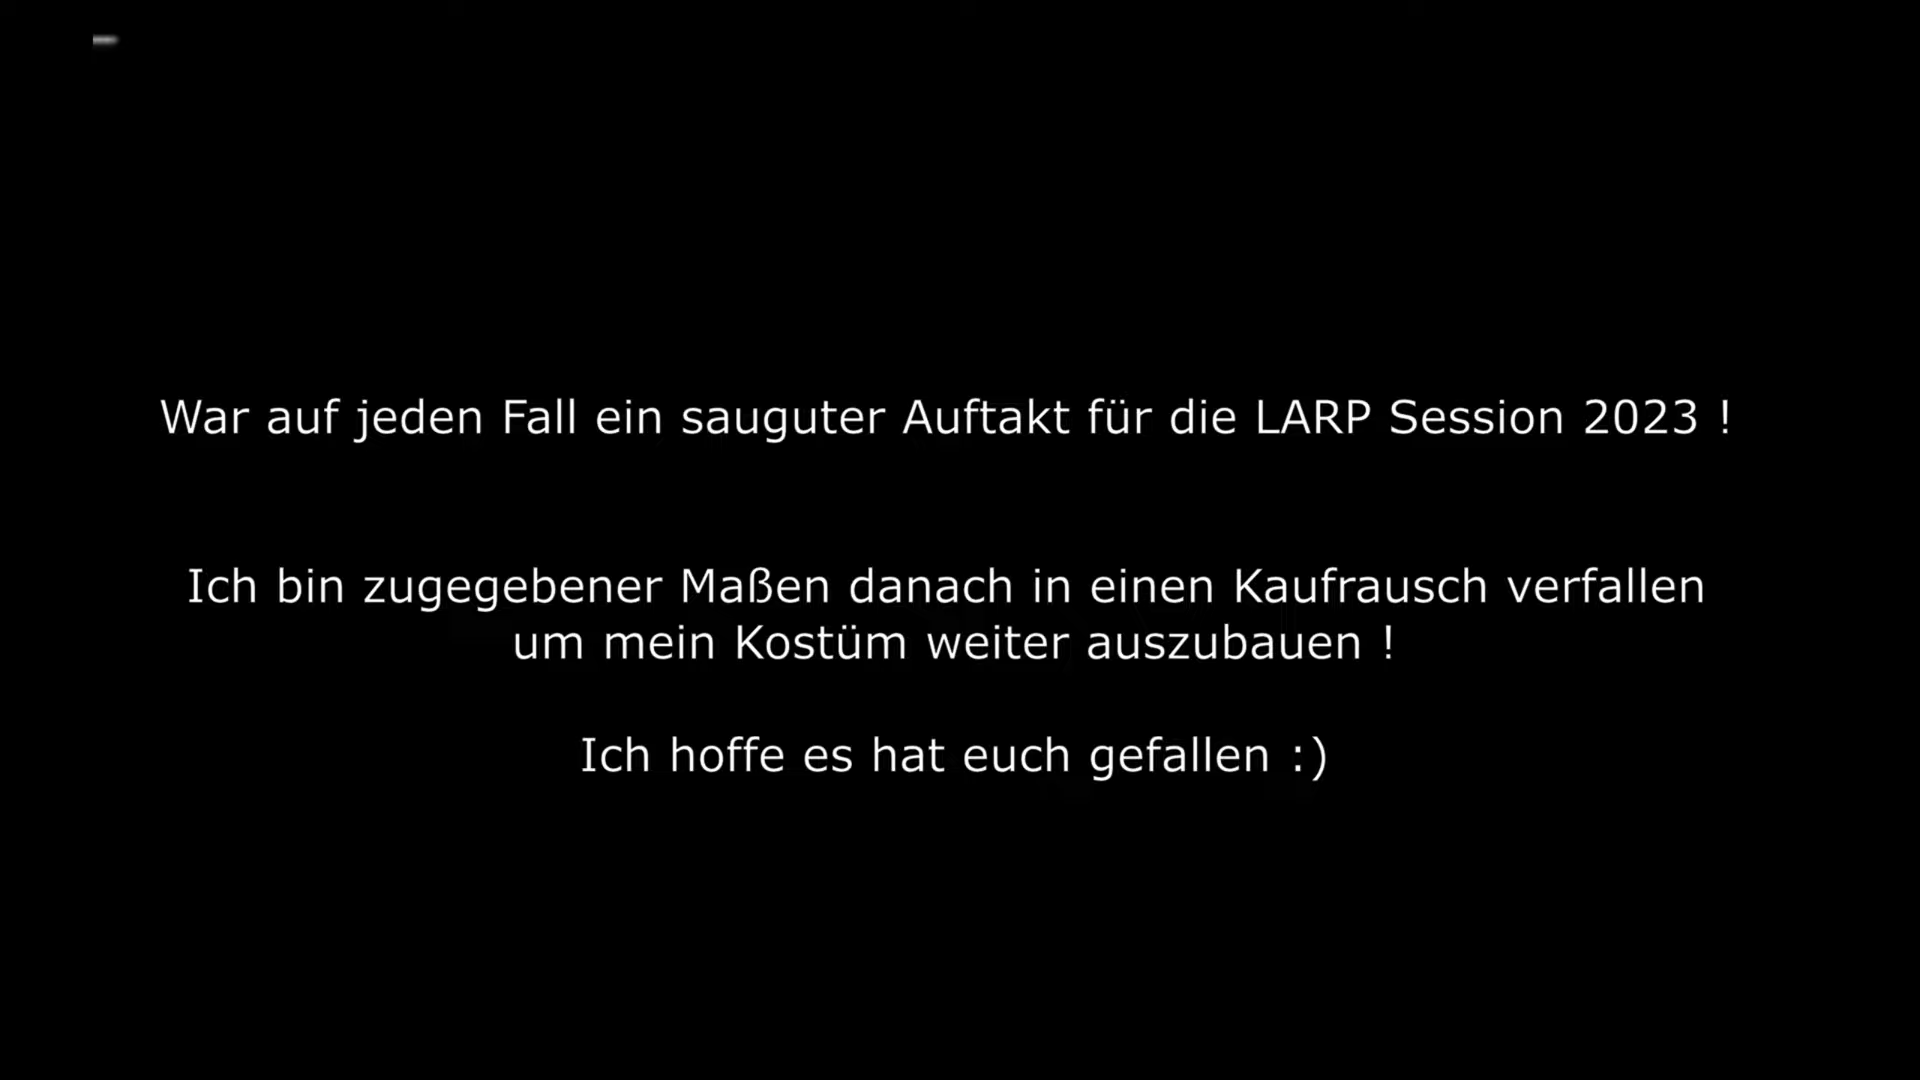 War auf jeden Fall ein sauguter Auftakt für die LARP Session 2023 !
Ich bin zugegebener Maßen danach in einen Kaufrausch verfallen
um mein Kostüm weiter auszubauen !
Ich hoffe es hat euch gefallen :)